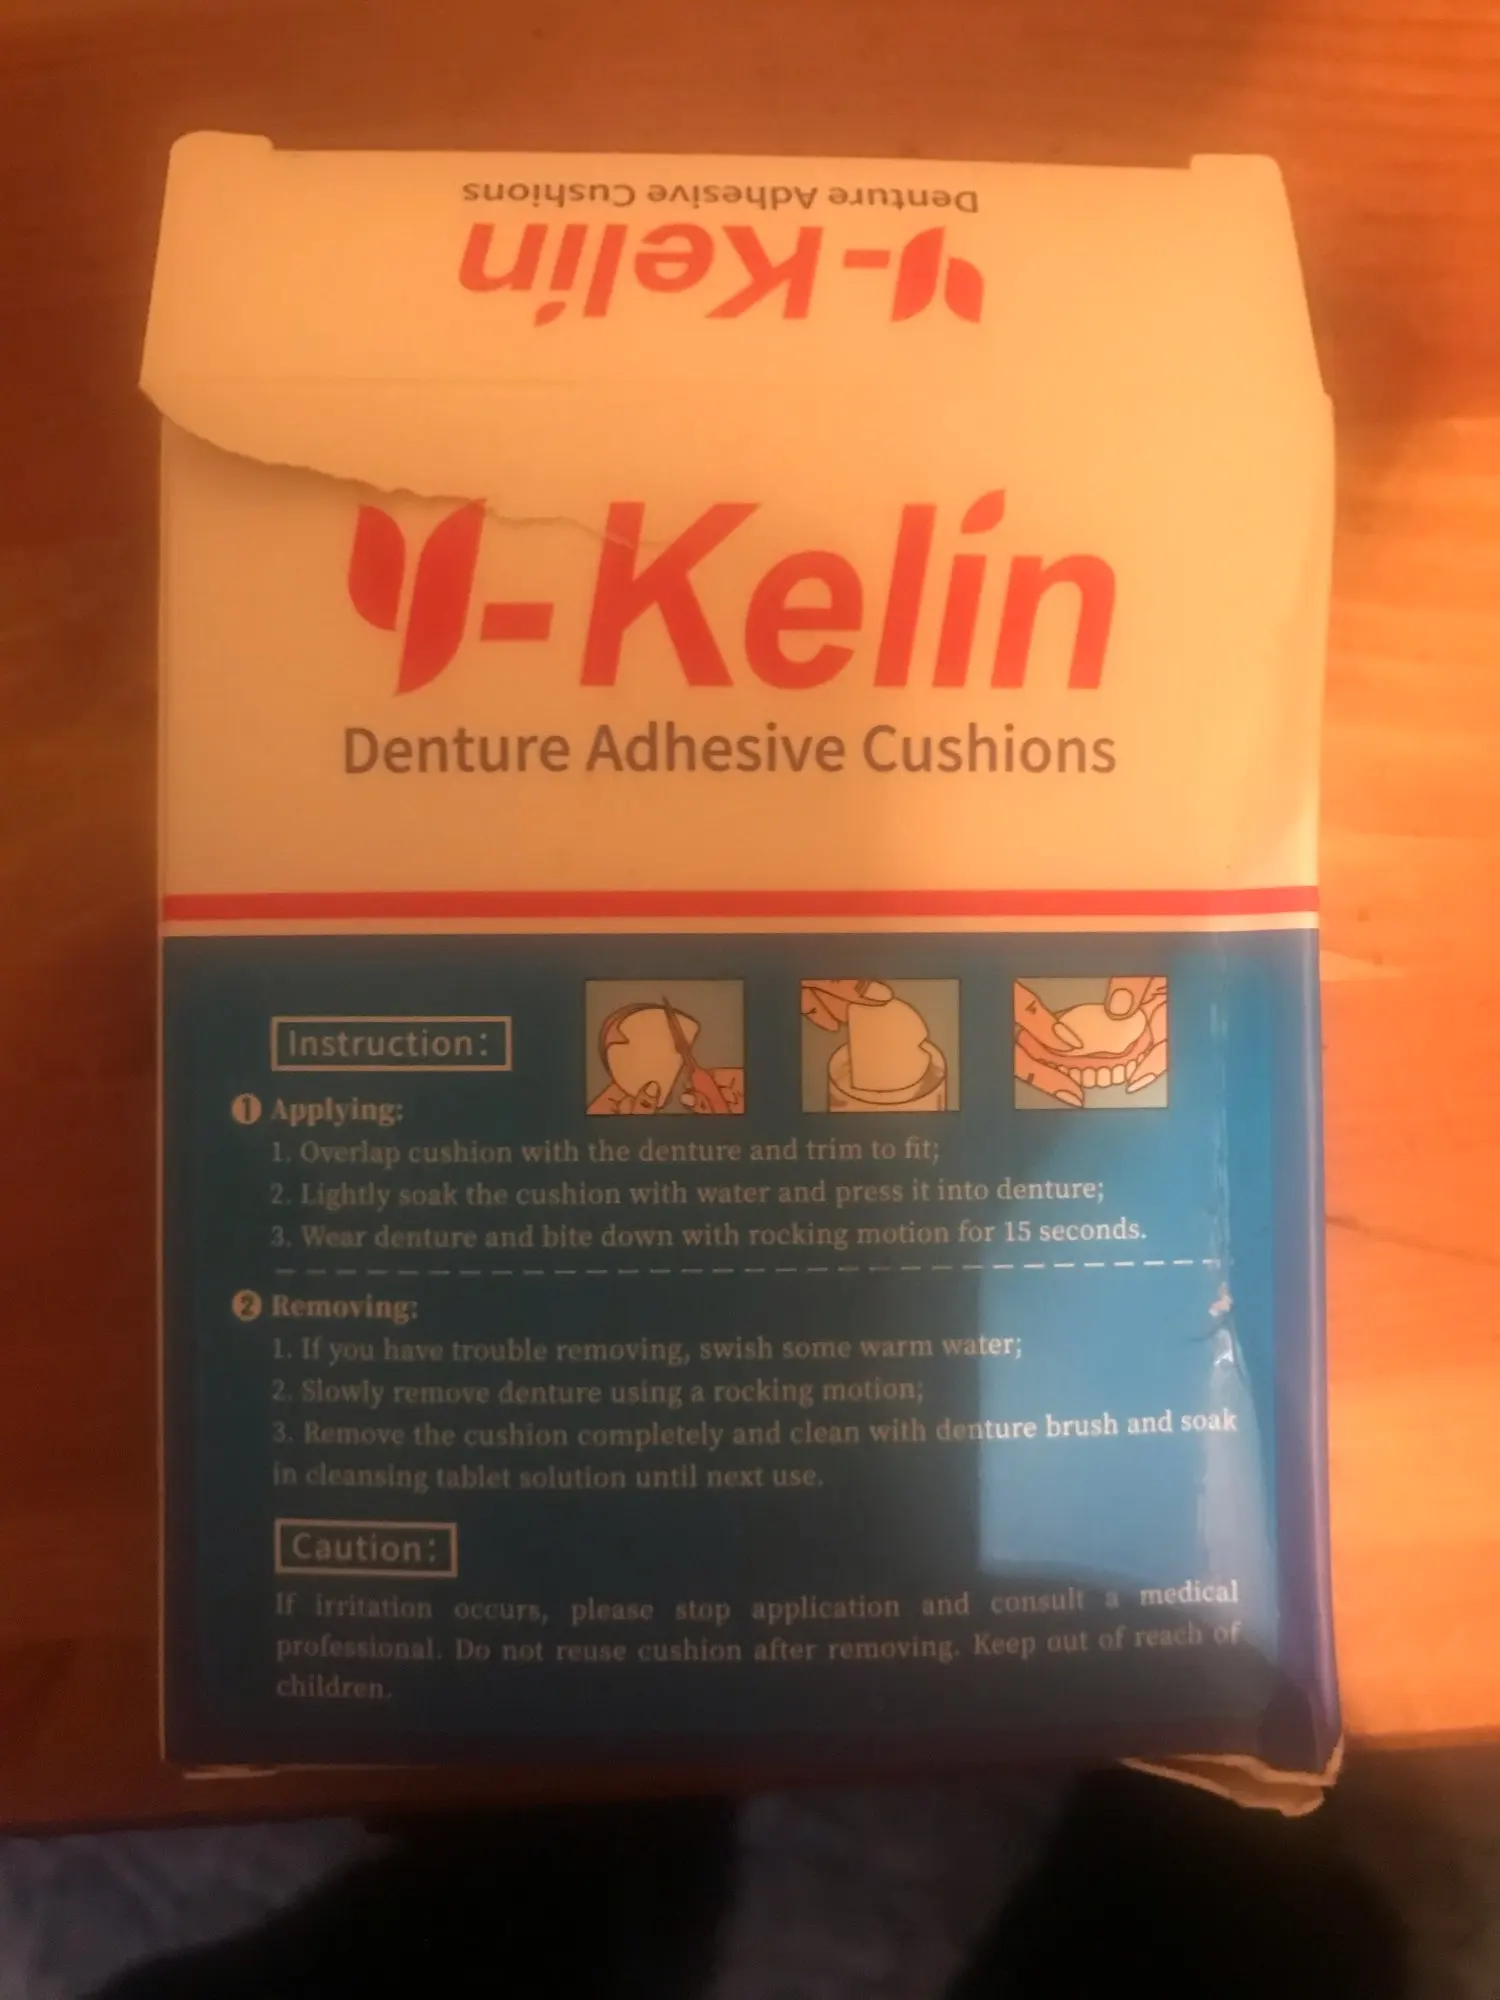 Denture Adhesive Cushions
Y-Kelin
Y-Kelin
Denture Adhesive Cushions
Instruction:
① Applying:
1. Overlap cushion with the denture and trim to fit;
2. Lightly soak the cushion with water and press it into denture;
3. Wear denture and bite down with rocking motion for 15 seconds.
② Removing:
1. If you have trouble removing, swish some warm water;
2. Slowly remove denture using a rocking motion;
3. Remove the cushion completely and clean with denture brush and soak
in cleansing tablet solution until next use.
Caution:
If irritation occurs, please stop application and consult a medical
professional. Do not reuse cushion after removing. Keep out of reach of
children.